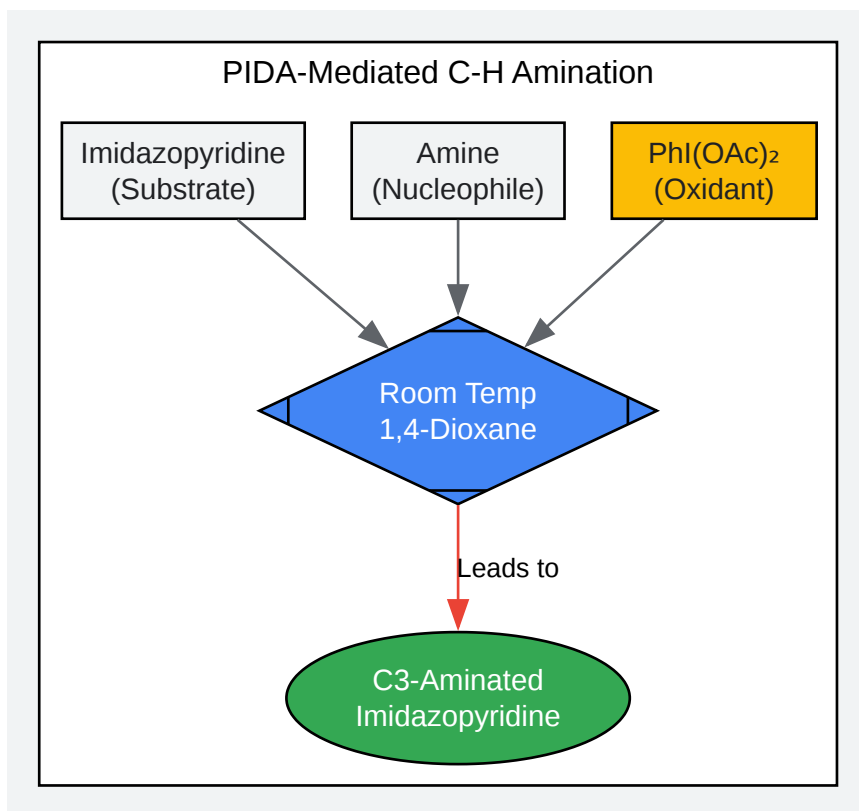 PIDA-Mediated C-H Amination
Imidazopyridine
(Substrate)
Amine
(Nucleophile)
PhI(OAc)₂
(Oxidant)
Room Temp
1,4-Dioxane
Leads to
C3-Aminated
Imidazopyridine